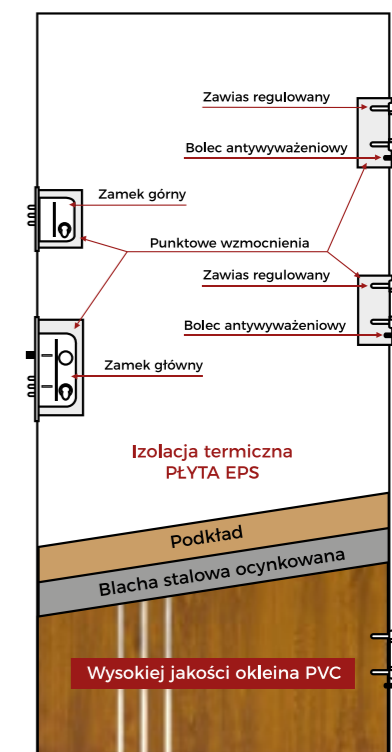 Zawias regulowany
Bolec antywyważeniowy
Zamek górny
Punktowe wzmocnienia
Zawias regulowany
Bolec antywyważeniowy
Zamek główny
Izolacja termiczna
PŁYTA EPS
Podkład
Blacha stalowa ocynkowana
Wysokiej jakości okleina PVC